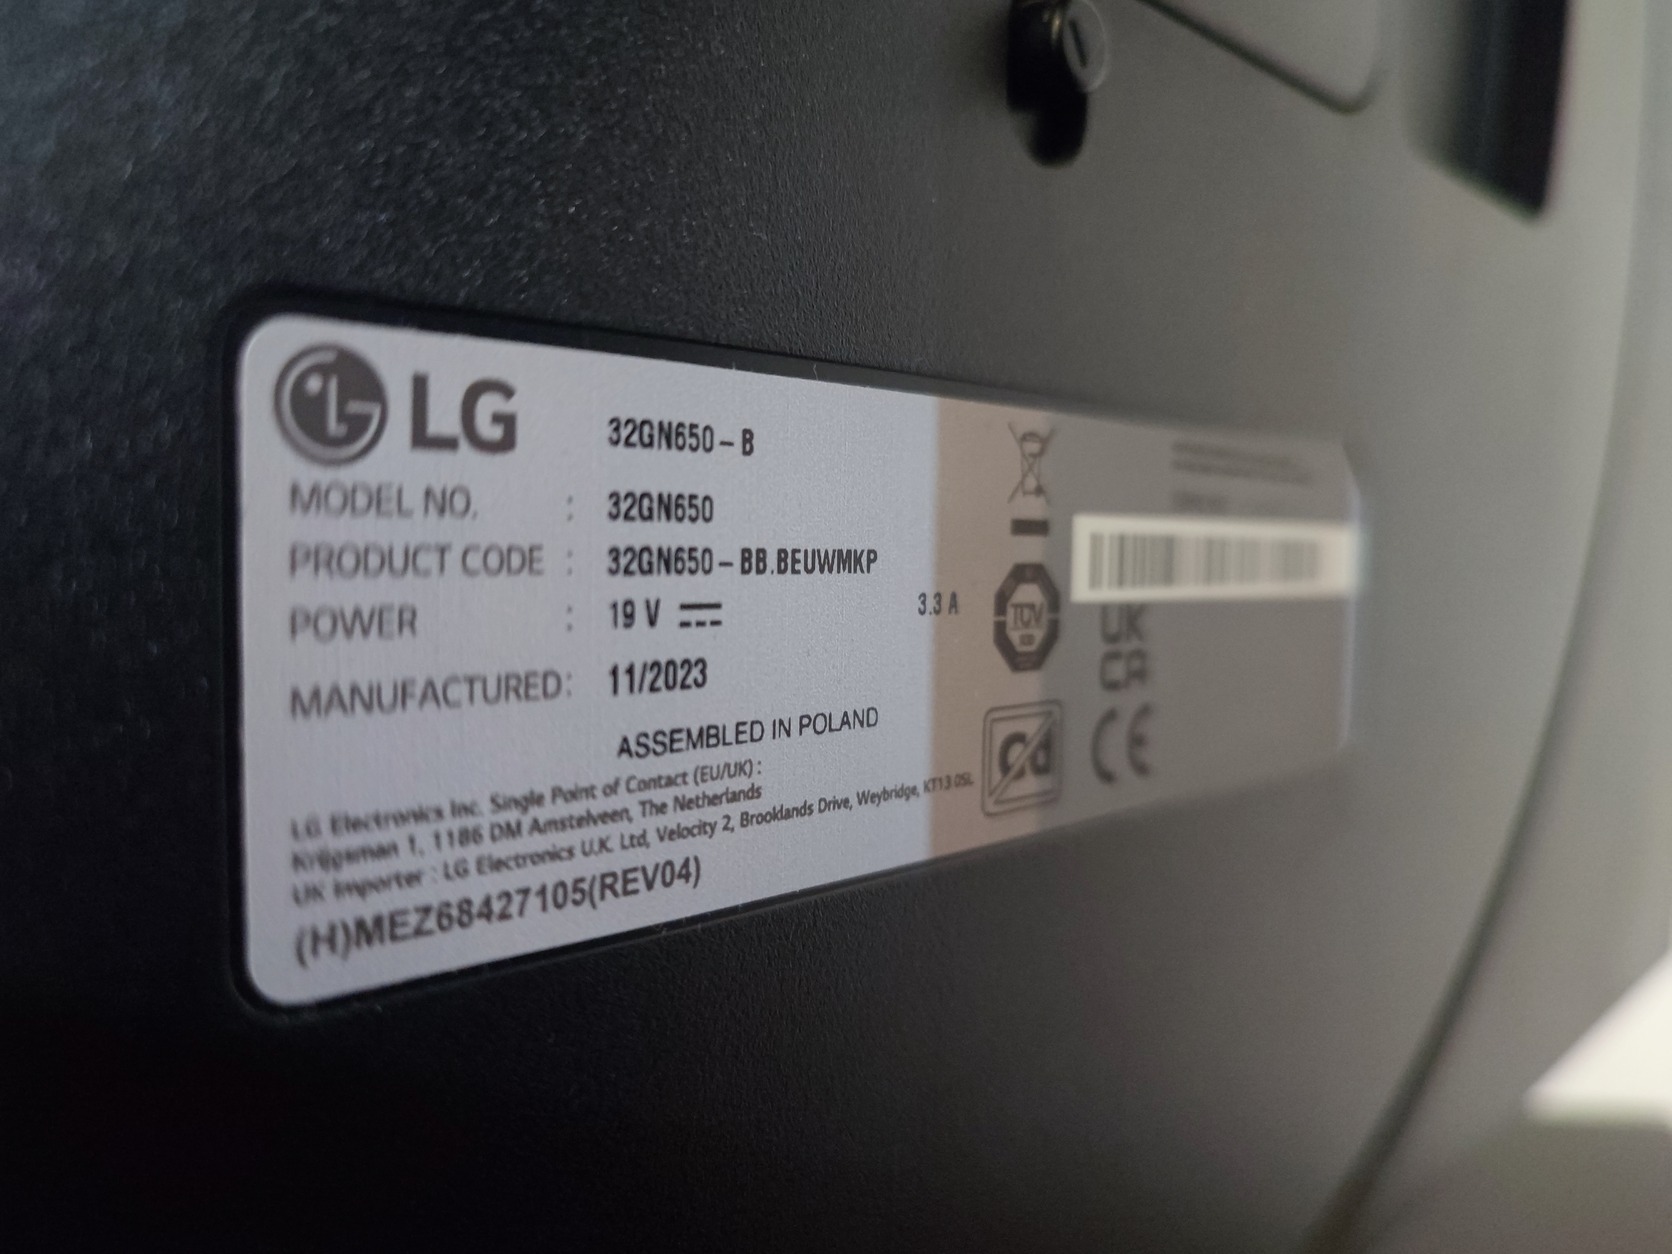 LG
32GN650-B
MODEL NO. : 32GN650
PRODUCT CODE : 32GN650-BB.BEUWMKP
POWER : 19 V 3.3 A
MANUFACTURED: 11/2023
ASSEMBLED IN POLAND
LG Electronics Inc. Single Point of Contact (EU/UK) :
Krijgsman 1, 1186 DM Amstelveen, The Netherlands
UK Importer : LG Electronics U.K. Ltd, Velocity 2, Brooklands Drive, Weybridge, KT13 0SL
(H)MEZ68427105(REV04)
Cd
UK
CA
CE